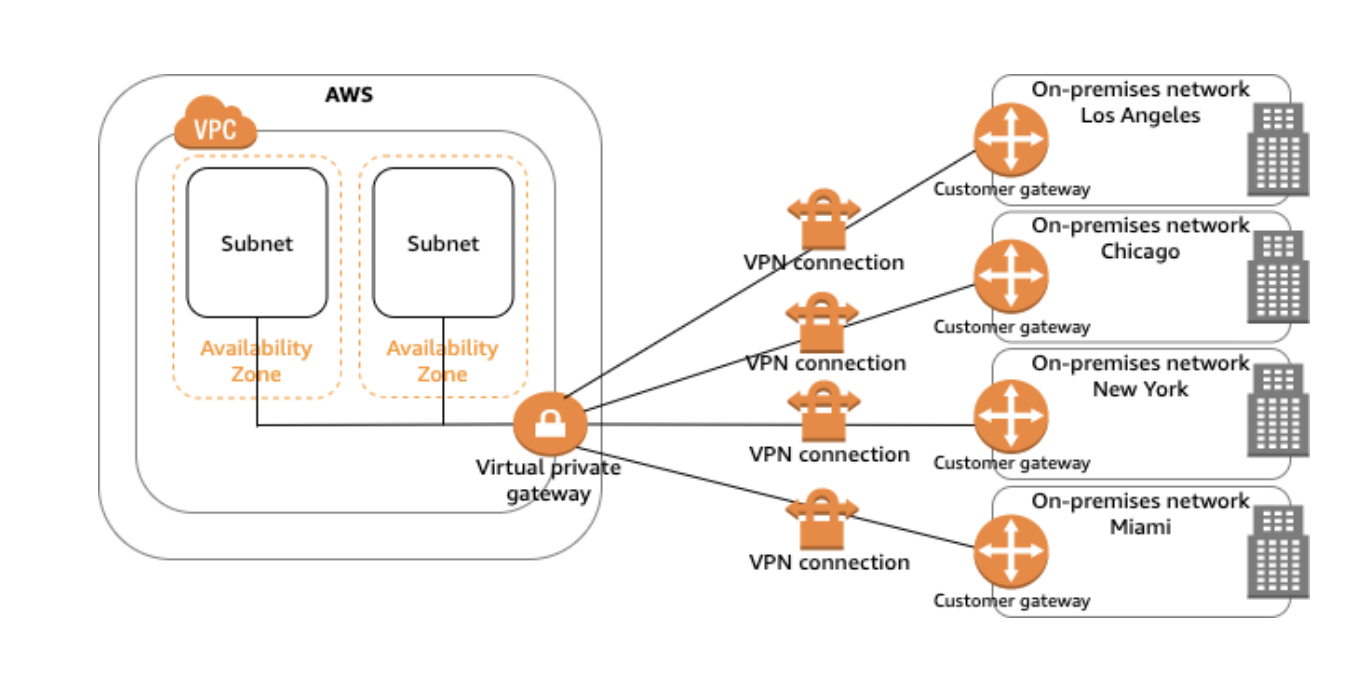 AWS
VPC
Subnet
Subnet
Availability
Zone
Availability
Zone
Virtual private
gateway
VPN connection
VPN connection
VPN connection
VPN connection
On-premises network
Los Angeles
Customer gateway
On-premises network
Chicago
Customer gateway
On-premises network
New York
Customer gateway
On-premises network
Miami
Customer gateway